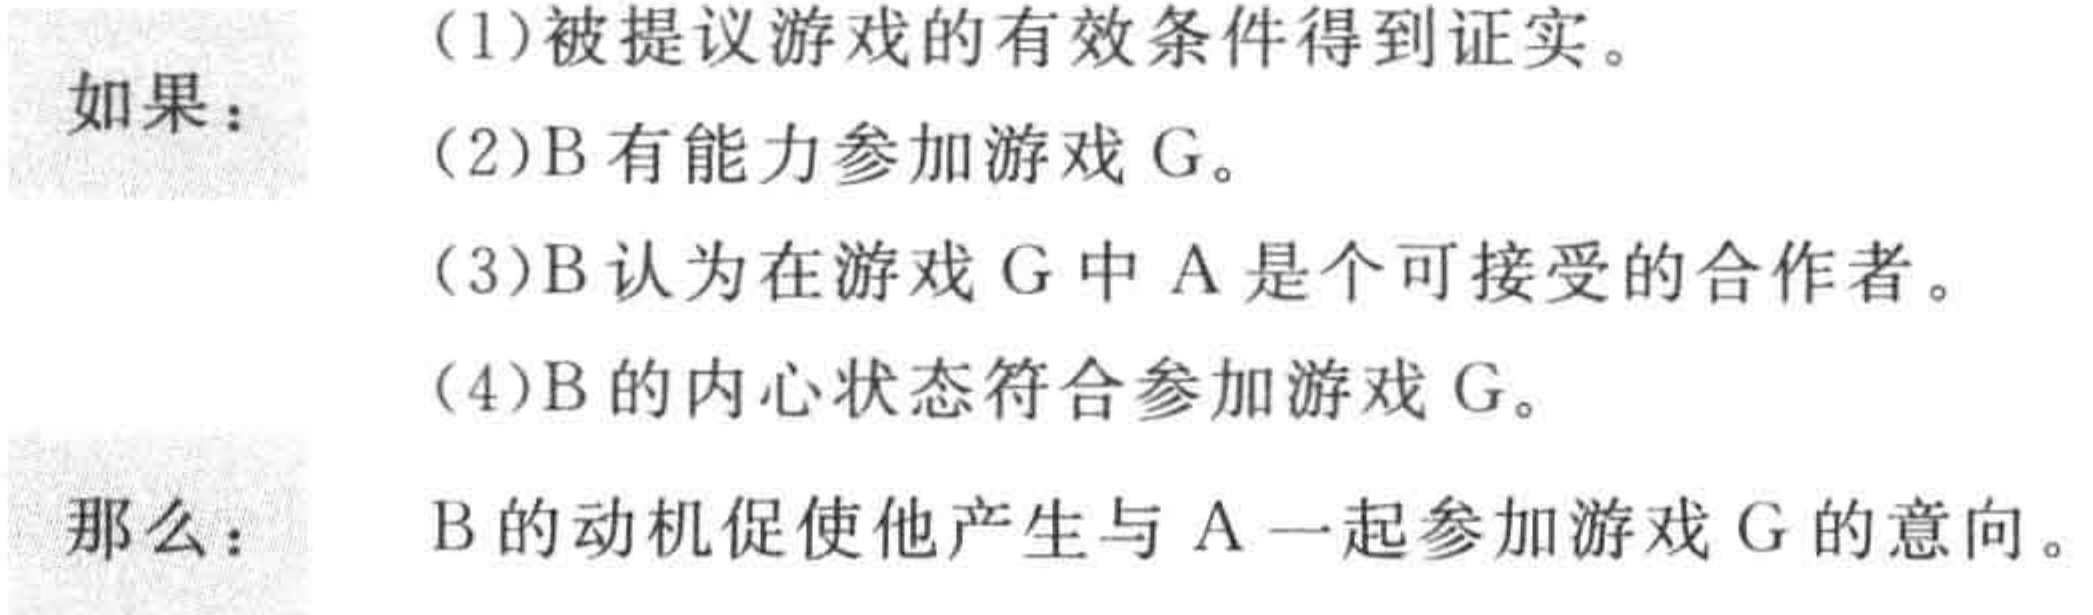 如果：
(1)被提议游戏的有效条件得到证实。
(2)B有能力参加游戏G。
(3)B认为在游戏G中A是个可接受的合作者。
(4)B的内心状态符合参加游戏G。
那么：
B的动机促使他产生与A一起参加游戏G的意向。